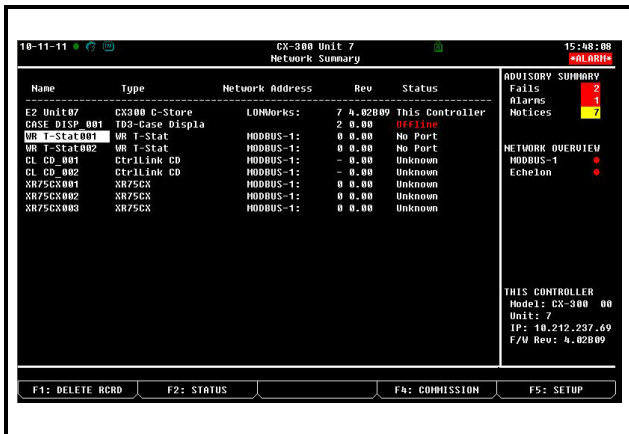 10-11-11 CX-300 Unit 7 15:48:08
Network Summary *ALARM*
Name Type Network Address Rev Status
E2 Unit07 CX300 C-Store LONWorks: 7 4.02B09 This Controller
CASE DISP_001 TD3-Case Displa 2 0.00 Offline
WR T-Stat001 WR T-Stat MODBUS-1: 0 0.00 No Port
WR T-Stat002 WR T-Stat MODBUS-1: 0 0.00 No Port
CL CD_001 CtrlLink CD MODBUS-1: - 0.00 Unknown
CL CD_002 CtrlLink CD MODBUS-1: - 0.00 Unknown
XR75CX001 XR75CX MODBUS-1: 0 0.00 Unknown
XR75CX002 XR75CX MODBUS-1: 0 0.00 Unknown
XR75CX003 XR75CX MODBUS-1: 0 0.00 Unknown
ADVISORY SUMMARY
Fails 2
Alarms 1
Notices 7
NETWORK OVERVIEW
MODBUS-1
Echelon
THIS CONTROLLER
Model: CX-300 00
Unit: 7
IP: 10.212.237.69
F/W Rev: 4.02B09
F1: DELETE RCRD F2: STATUS F4: COMMISSION F5: SETUP